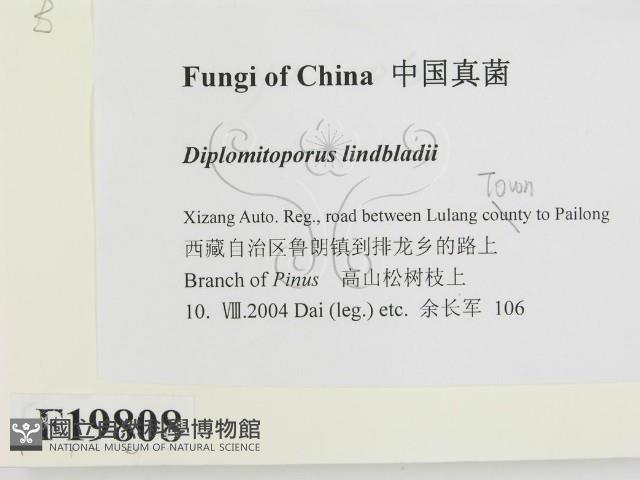 B
Fungi of China 中国真菌
Diplomitoporus lindbladii
Town
Xizang Auto. Reg., road between Lulang county to Pailong
西藏自治区鲁朗镇到排龙乡的路上
Branch of Pinus 高山松树枝上
10. Ⅷ.2004 Dai (leg.) etc. 余长军 106
F19808
國立自然科學博物館
NATIONAL MUSEUM OF NATURAL SCIENCE